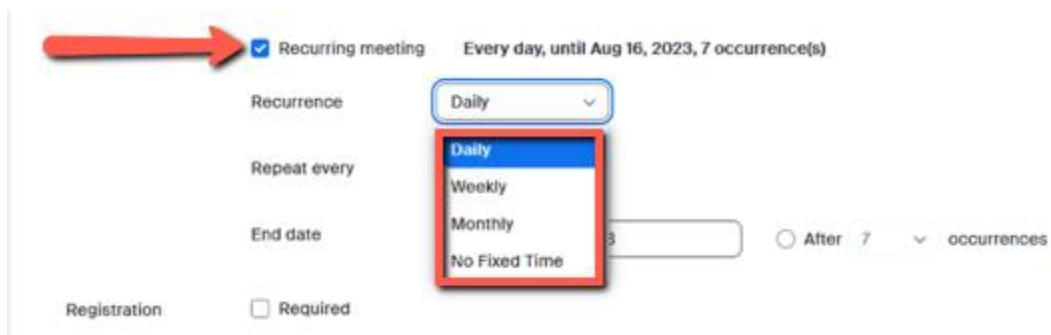 Recurring meeting Every day, until Aug 16, 2023, 7 occurrence(s)
Recurrence Daily
Daily
Repeat every
Weekly
Monthly
End date After 7 occurrences
No Fixed Time
Registration Required